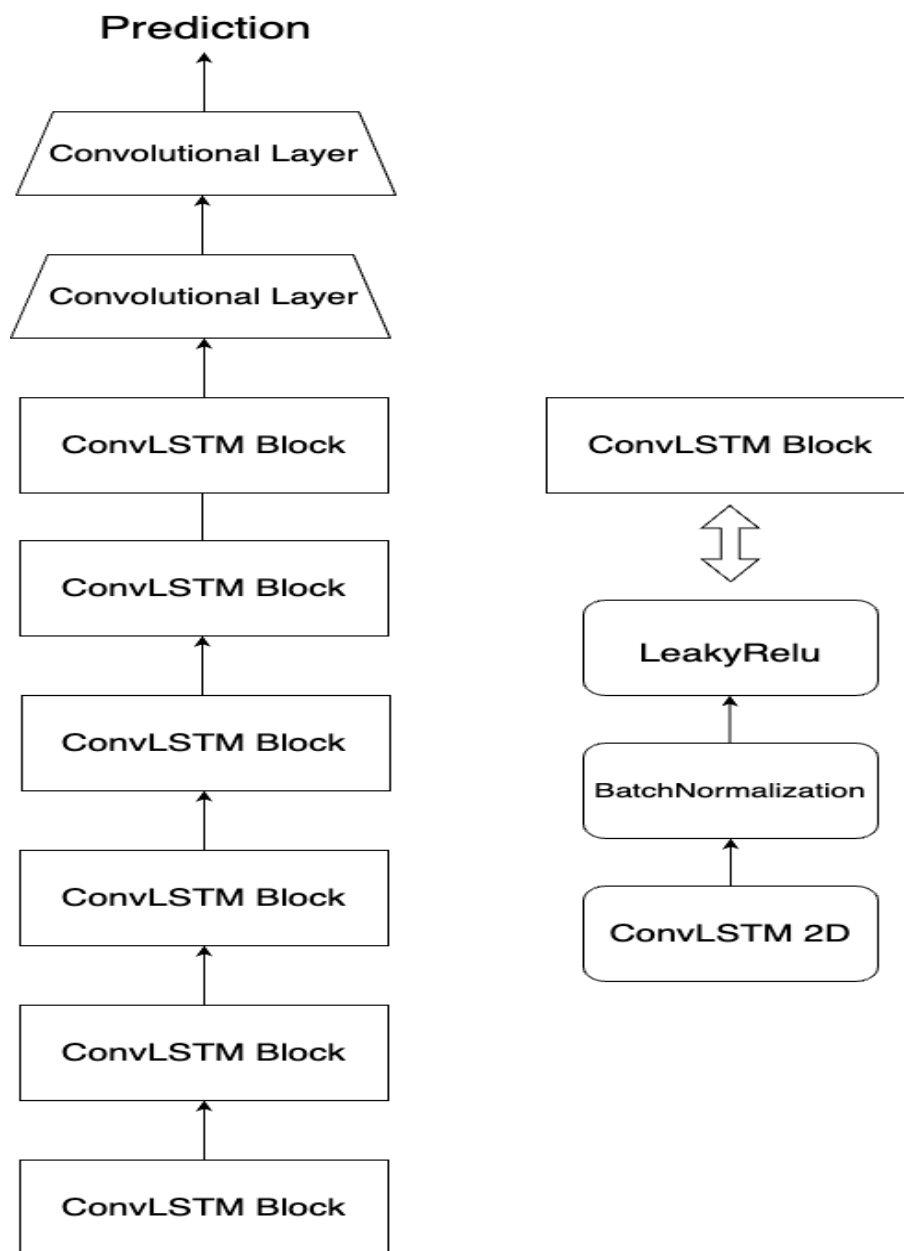 Prediction
Convolutional Layer
Convolutional Layer
ConvLSTM Block
ConvLSTM Block
ConvLSTM Block
ConvLSTM Block
ConvLSTM Block
ConvLSTM Block
ConvLSTM Block
LeakyRelu
BatchNormalization
ConvLSTM 2D